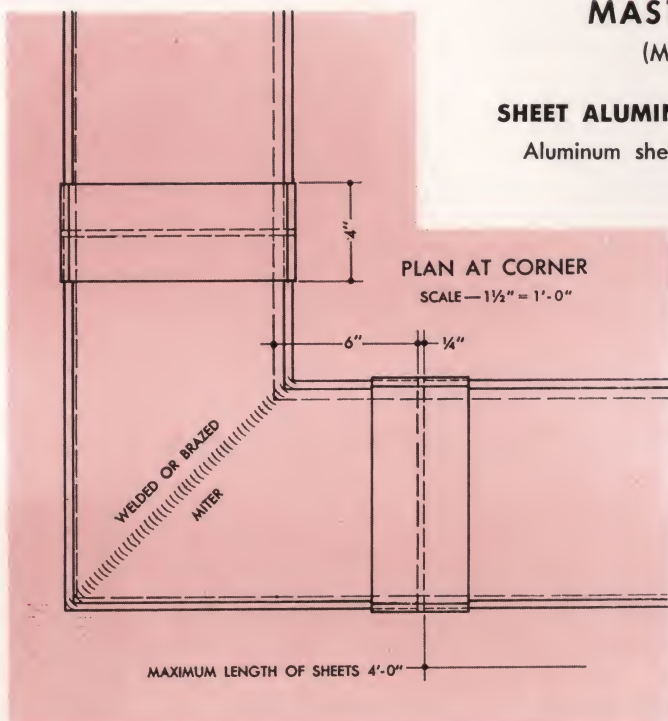 MAS
(M
SHEET ALUMI
Aluminum she
4"
PLAN AT CORNER
SCALE—1½" = 1'-0"
6" ¼"
WELDED OR BRAZED
MITER
MAXIMUM LENGTH OF SHEETS 4'-0"